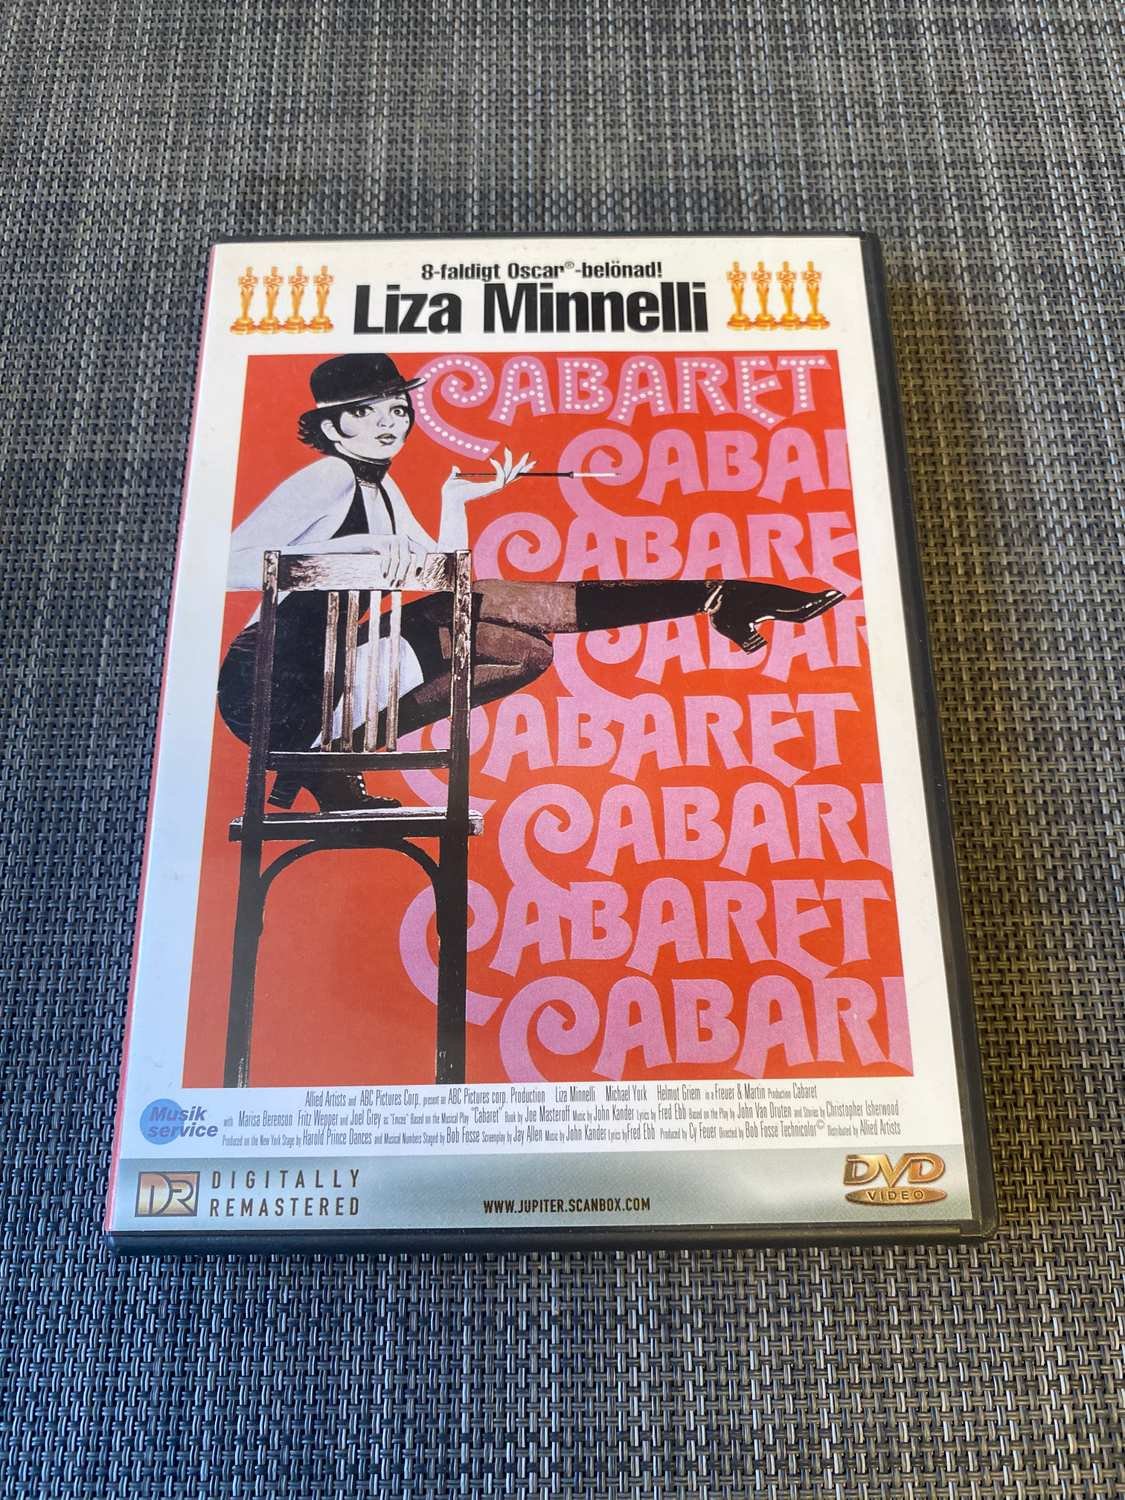 8-faldigt Oscar®-belönad!
Liza Minnelli
CABARET
CABAR
CABARE
CABAR
CABARET
CABARE
CABARET
CABARE
Allied Artists and ABC Pictures Corp. present an ABC Pictures corp. Production Liza Minnelli Michael York Helmut Griem in a Freuer & Martin Production Cabaret
with Marisa Berenson Fritz Wepper and Joel Grey as "Emcee" Based on the Musical Play "Cabaret" Book by Joe Masteroff Music by John Kander Lyrics by Fred Ebb Based on the Play by John Van Druten and Stories by Christopher Isherwood
Produced on the New York Stage by Harold Prince Dances and Musical Numbers Staged by Bob Fosse Screenplay by Jay Allen Music by John Kander Lyrics by Fred Ebb Produced by Cy Feuer Directed by Bob Fosse Technicolor© Distributed by Allied Artists
Musik
service
DR DIGITALLY
REMASTERED
WWW.JUPITER.SCANBOX.COM
DVD
VIDEO